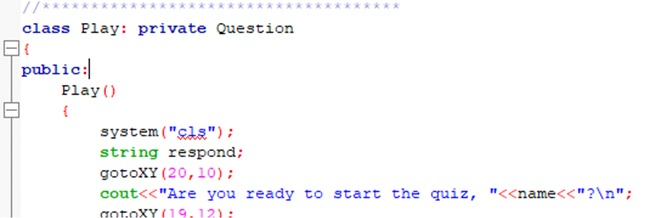 //*************************************
class Play: private Question
{
public:
Play()
{
system("cls");
string respond;
gotoXY(20,10);
cout<<"Are you ready to start the quiz, "<<name<<"?\n";
gotoXY(19,12);